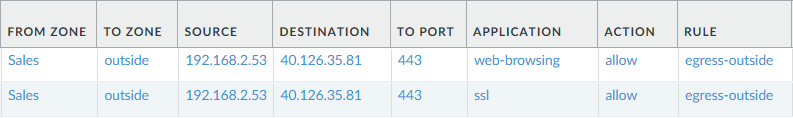 FROM ZONE TO ZONE SOURCE DESTINATION TO PORT APPLICATION ACTION RULE
Sales outside 192.168.2.53 40.126.35.81 443 web-browsing allow egress-outside
Sales outside 192.168.2.53 40.126.35.81 443 ssl allow egress-outside